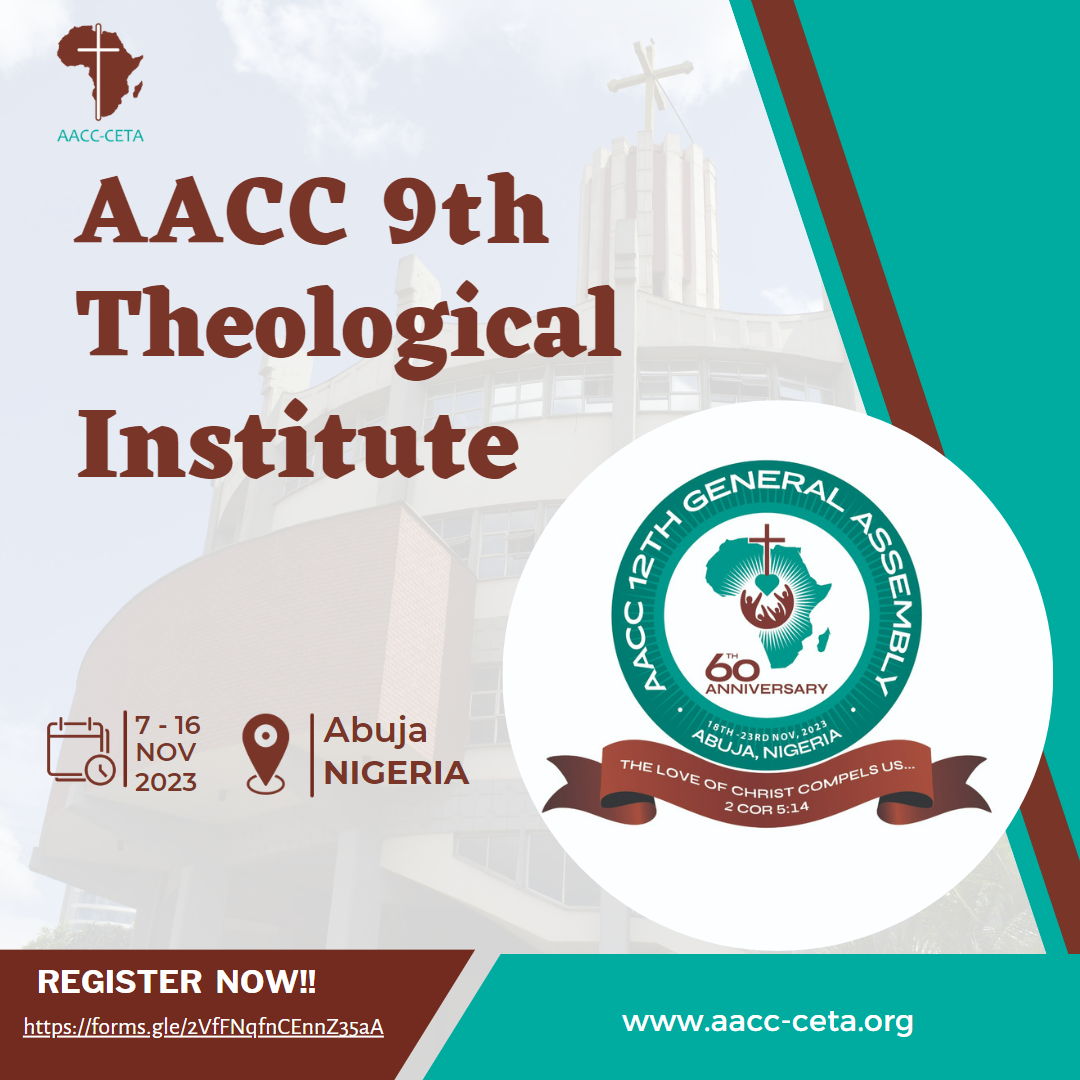 AACC-CETA
AACC 9th
Theological
Institute
7 - 16
NOV
2023
Abuja
NIGERIA
AACC 12TH GENERAL ASSEMBLY
60TH
ANNIVERSARY
18TH -23RD NOV, 2023
ABUJA, NIGERIA
THE LOVE OF CHRIST COMPELS US...
2 COR 5:14
REGISTER NOW!!
https://forms.gle/2VfFNqfnCEnnZ35aA
www.aacc-ceta.org